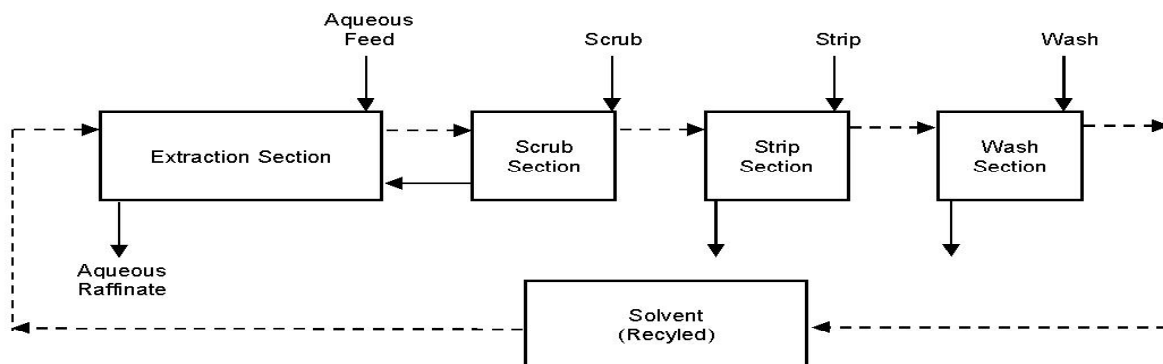 Aqueous
Feed
Scrub
Strip
Wash
Extraction Section
Scrub
Section
Strip
Section
Wash
Section
Aqueous
Raffinate
Solvent
(Recyled)